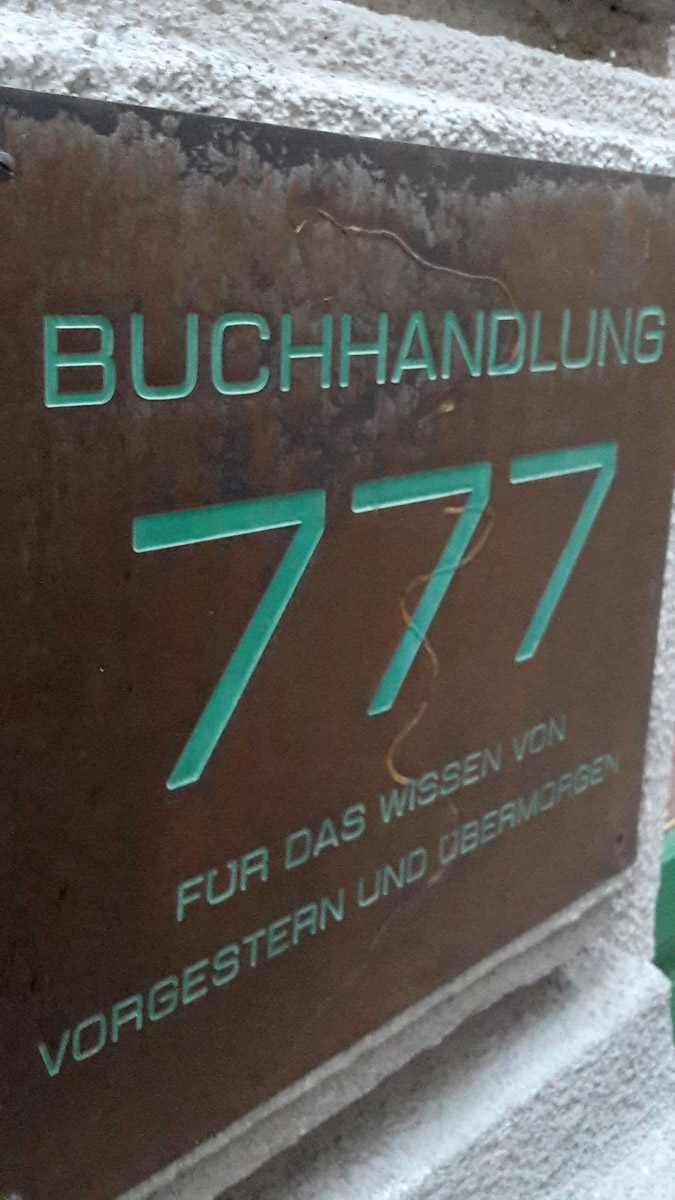 BUCHHANDLUNG
777
FÜR DAS WISSEN VON
VORGESTERN UND ÜBERMORGEN